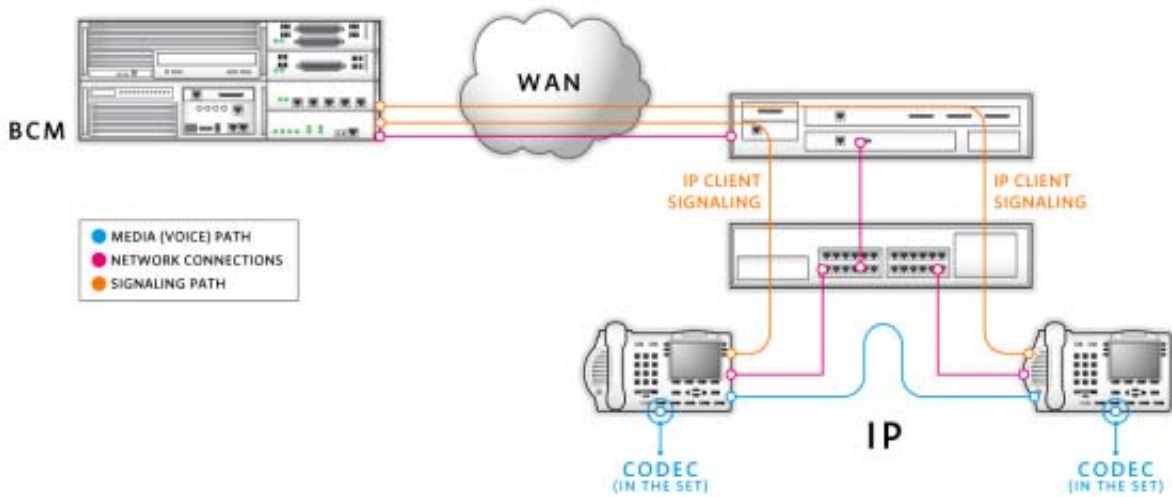 WAN
BCM
IP CLIENT
SIGNALING
IP CLIENT
SIGNALING
MEDIA (VOICE) PATH
NETWORK CONNECTIONS
SIGNALING PATH
IP
CODEC
(IN THE SET)
CODEC
(IN THE SET)